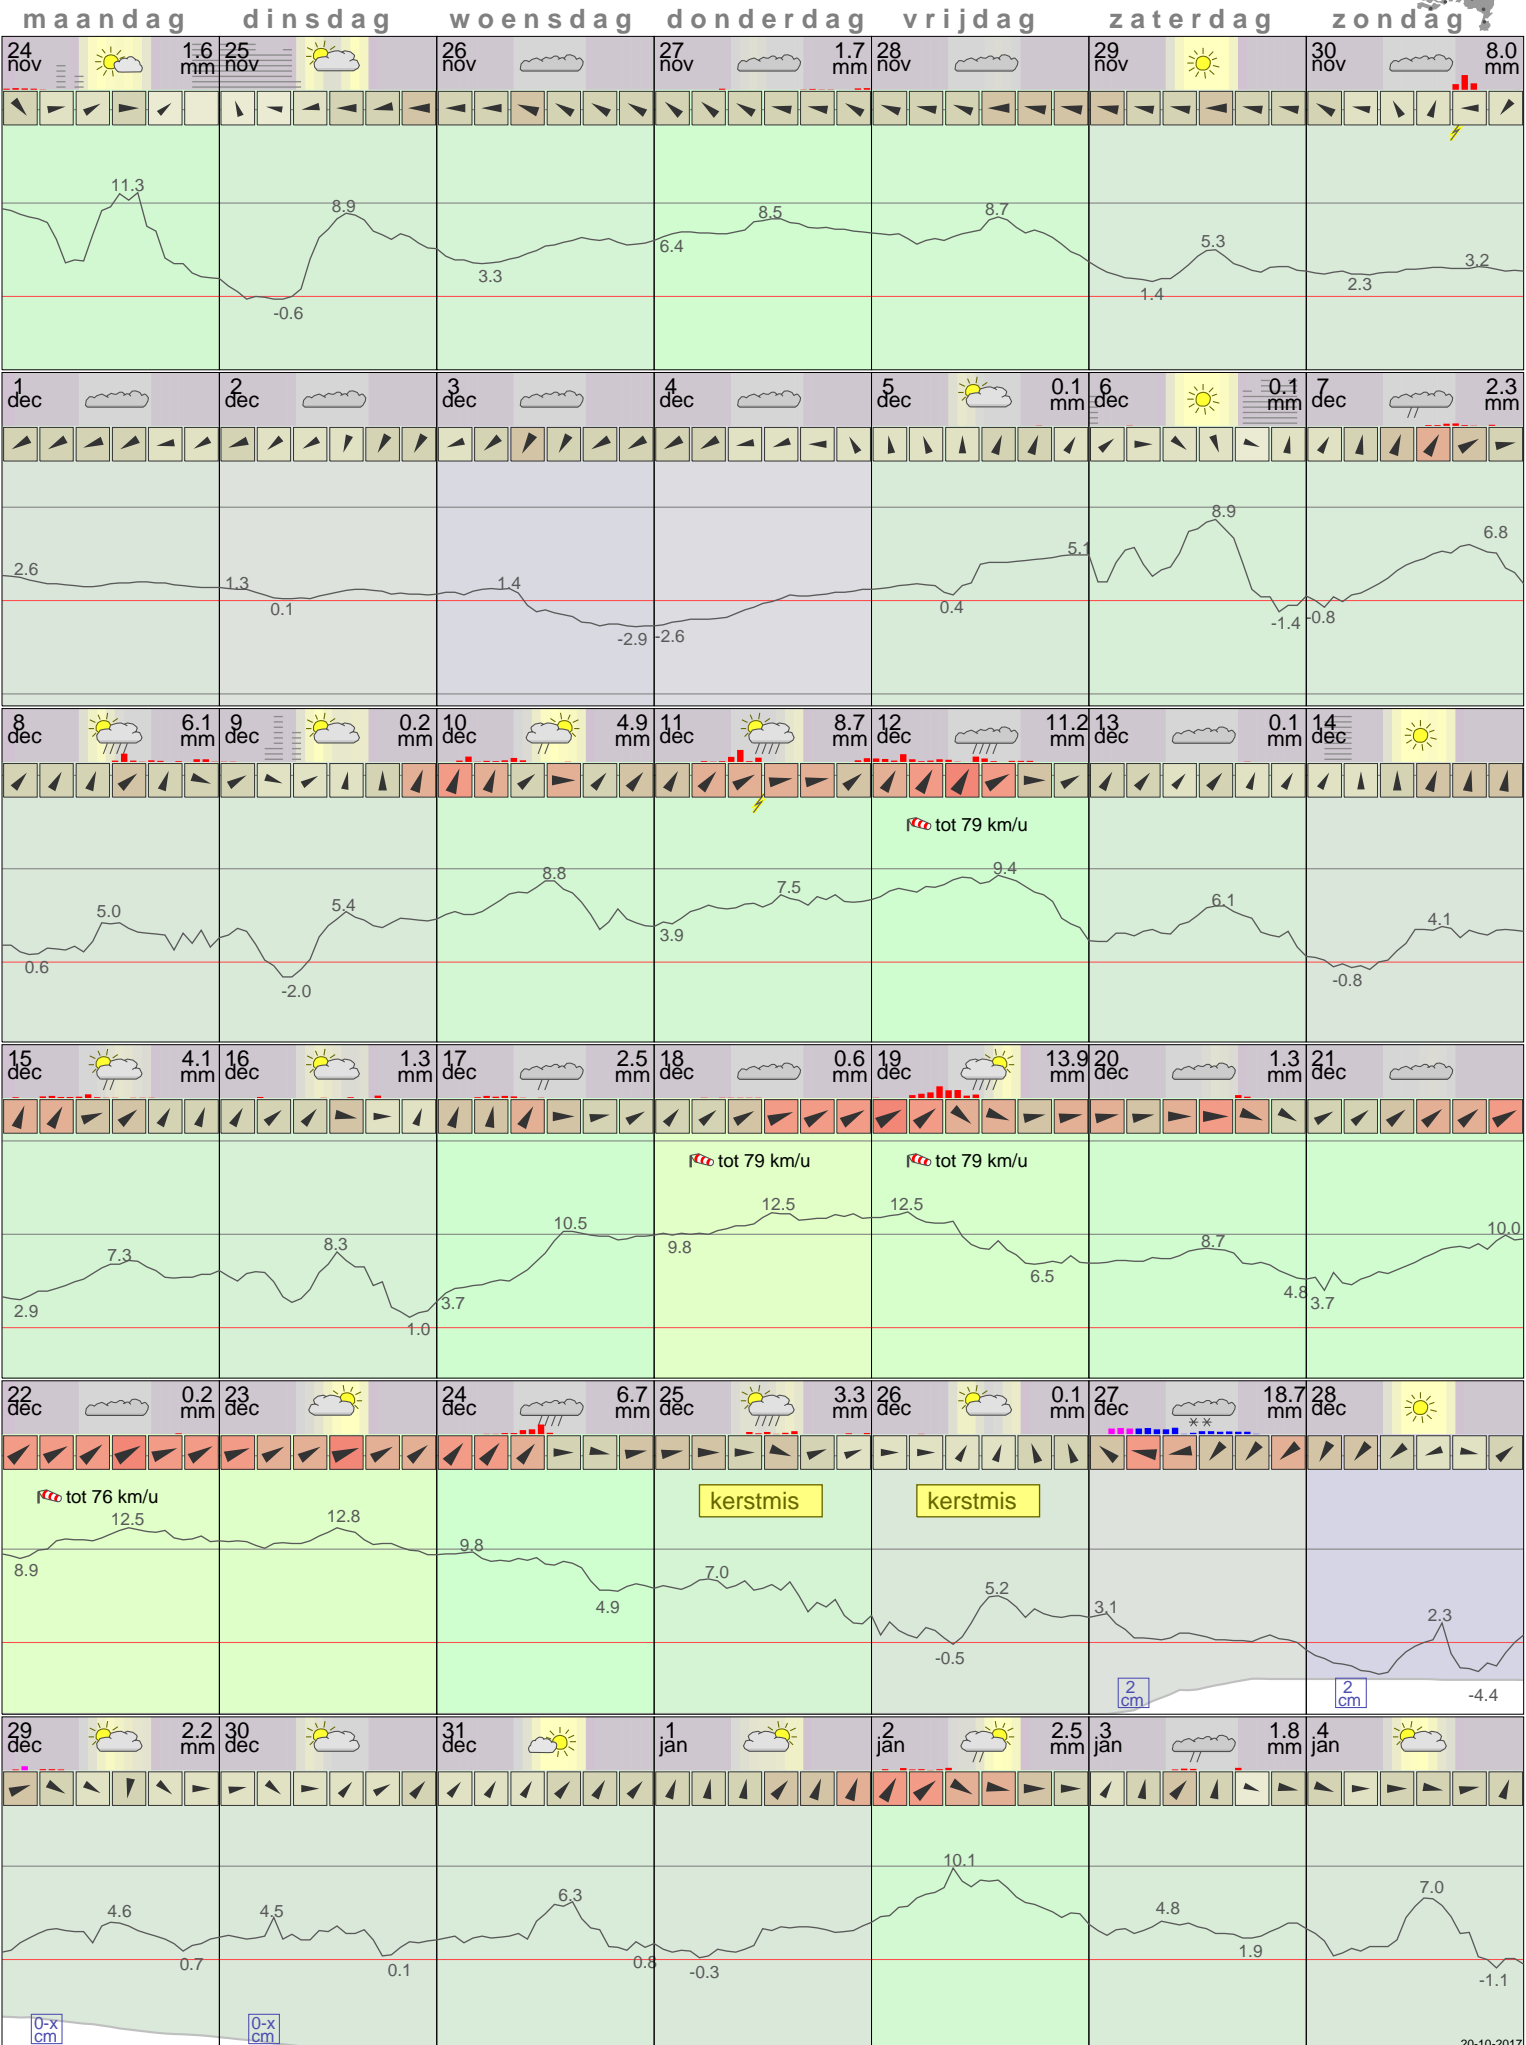 maandag dinsdag woensdag donderdag vrijdag zaterdag zondag
24 1.6 25 26 27 1.7 28 29 30 8.0
nov mm nov nov nov mm nov nov nov mm
11.3 8.9 3.3 6.4 8.5 8.7 5.3 3.2
-0.6 1.4 2.3
1 2 3 4 5 0.1 6 0.1 7 2.3
dec dec dec dec dec mm dec mm dec mm
2.6 1.3 1.4 5.1 8.9 6.8
0.1 -2.9 -2.6 0.4 -1.4 -0.8
8 6.1 9 0.2 10 4.9 11 8.7 12 11.2 13 0.1 14
dec mm dec mm dec mm dec mm dec mm dec mm dec
tot 79 km/u
5.0 5.4 8.8 7.5 9.4 6.1 4.1
0.6 -2.0 3.9 -0.8
15 4.1 16 1.3 17 2.5 18 0.6 19 13.9 20 1.3 21
dec mm dec mm dec mm dec mm dec mm dec mm dec
tot 79 km/u tot 79 km/u
7.3 8.3 10.5 12.5 12.5 8.7 10.0
2.9 1.0 3.7 9.8 6.5 4.8 3.7
22 0.2 23 24 6.7 25 3.3 26 0.1 27 18.7 28
dec mm dec dec mm dec mm dec mm dec mm dec
tot 76 km/u kerstmis kerstmis
12.5 12.8 9.8 7.0 5.2 3.1 2.3
8.9 4.9 -0.5 -4.4
2 2
cm cm
29 2.2 30 31 1 2 2.5 3 1.8 4
dec mm dec dec jan jan mm jan mm jan
4.6 4.5 6.3 10.1 4.8 7.0
0.7 0.1 0.8 -0.3 1.9 -1.1
0-x 0-x
cm cm
20-10-2017